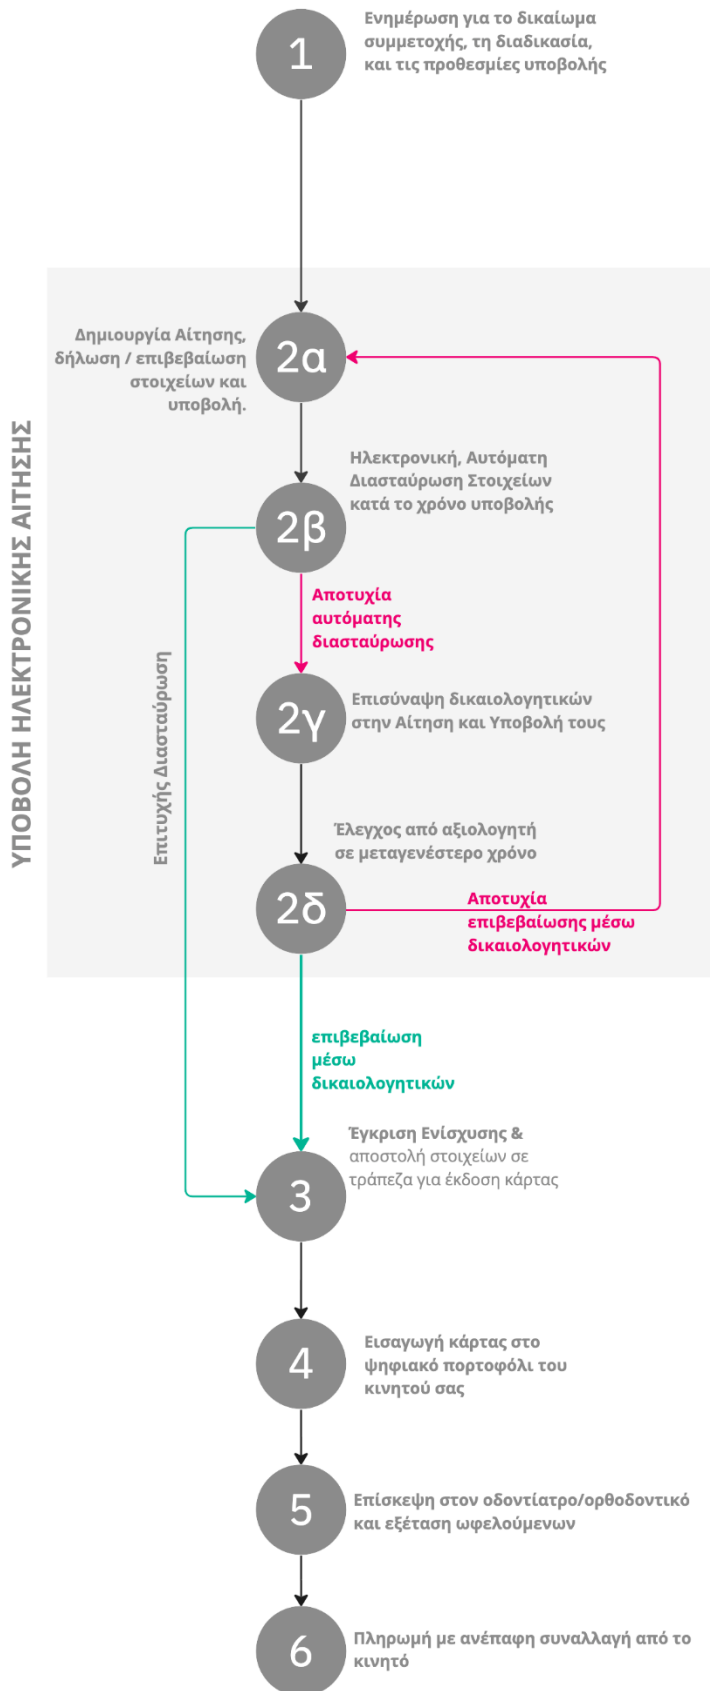 1
Ενημέρωση για το δικαίωμα
συμμετοχής, τη διαδικασία,
και τις προθεσμίες υποβολής
ΥΠΟΒΟΛΗ ΗΛΕΚΤΡΟΝΙΚΗΣ ΑΙΤΗΣΗΣ
2α
Δημιουργία Αίτησης,
δήλωση / επιβεβαίωση
στοιχείων και
υποβολή.
2β
Ηλεκτρονική, Αυτόματη
Διασταύρωση Στοιχείων
κατά το χρόνο υποβολής
Αποτυχία
αυτόματης
διασταύρωσης
Επιτυχής Διασταύρωση
2γ
Επισύναψη δικαιολογητικών
στην Αίτηση και Υποβολή τους
Έλεγχος από αξιολογητή
σε μεταγενέστερο χρόνο
2δ
Αποτυχία
επιβεβαίωσης μέσω
δικαιολογητικών
επιβεβαίωση
μέσω
δικαιολογητικών
3
Έγκριση Ενίσχυσης &
αποστολή στοιχείων σε
τράπεζα για έκδοση κάρτας
4
Εισαγωγή κάρτας στο
ψηφιακό πορτοφόλι του
κινητού σας
5
Επίσκεψη στον οδοντίατρο/ορθοδοντικό
και εξέταση ωφελούμενων
6
Πληρωμή με ανέπαφη συναλλαγή από το
κινητό